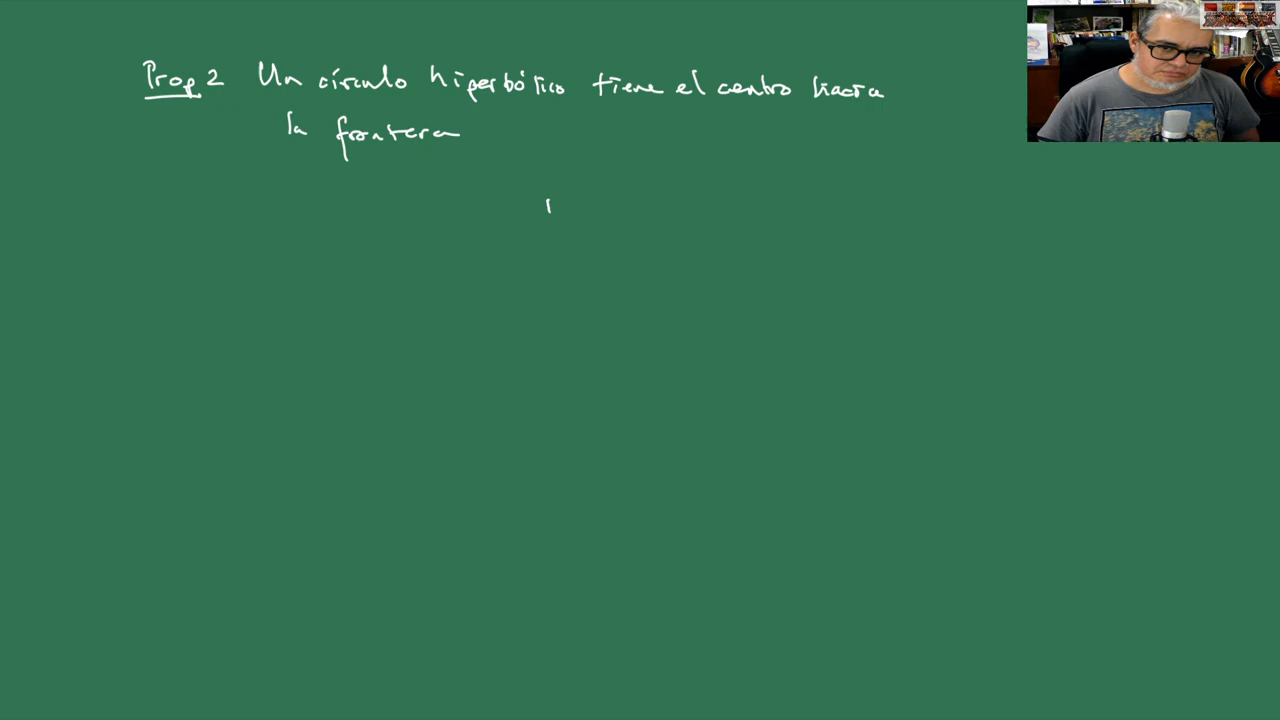 Prop 2 Un círculo hiperbólico tiene el centro hacia
la frontera